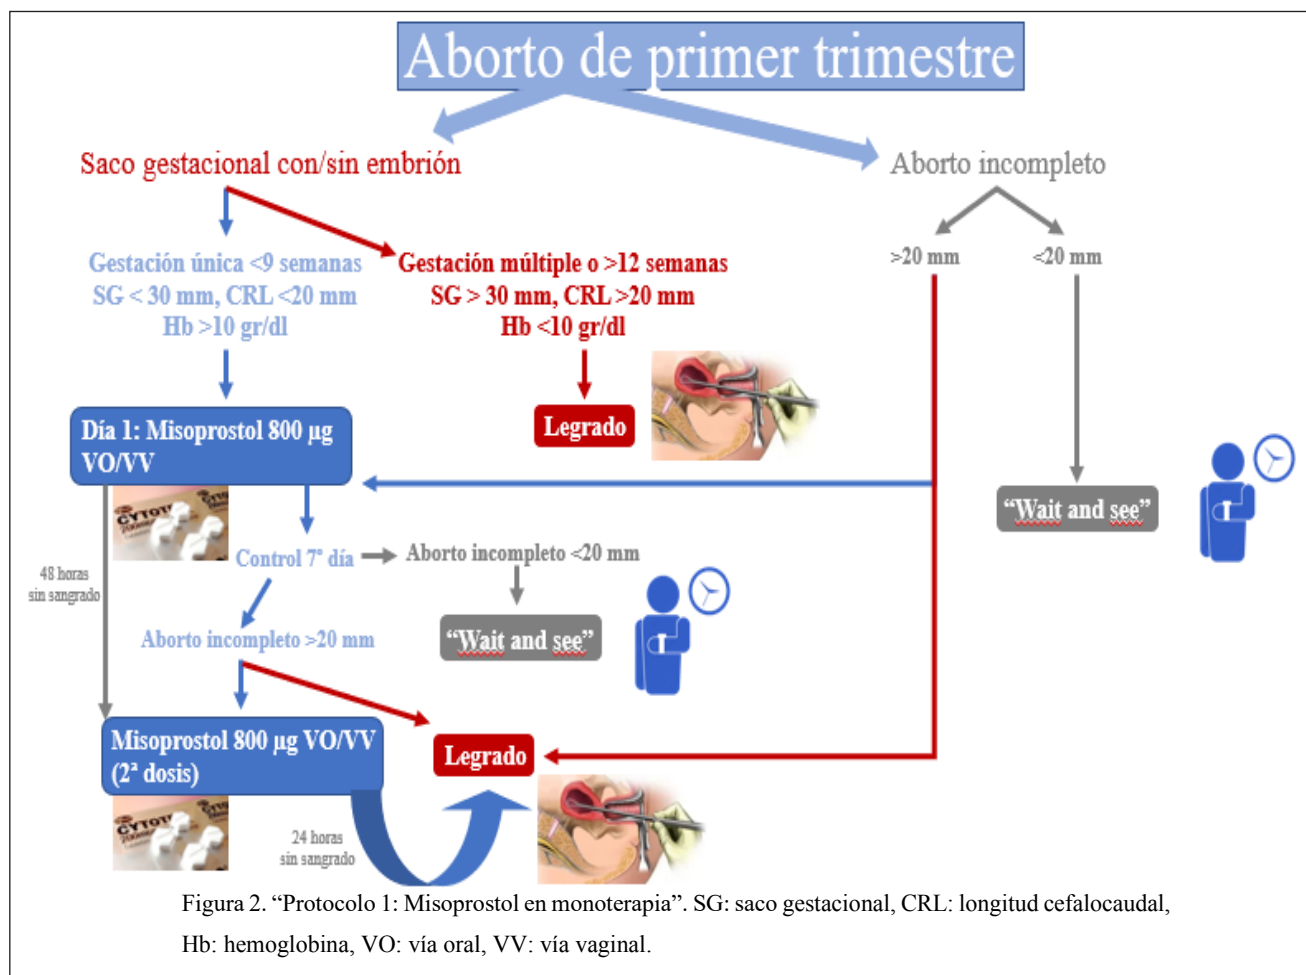 Aborto de primer trimestre
Saco gestacional con/sin embrión
Aborto incompleto
Gestación única <9 semanas
SG < 30 mm, CRL <20 mm
Hb >10 gr/dl
Gestación múltiple o >12 semanas
SG > 30 mm, CRL >20 mm
Hb <10 gr/dl
>20 mm
<20 mm
Legrado
Día 1: Misoprostol 800 µg
VO/VV
"Wait and see"
48 horas
sin sangrado
Control 7º día
Aborto incompleto <20 mm
"Wait and see"
Aborto incompleto >20 mm
Misoprostol 800 µg VO/VV
(2ª dosis)
Legrado
24 horas
sin sangrado
Figura 2. “Protocolo 1: Misoprostol en monoterapia”. SG: saco gestacional, CRL: longitud cefalocaudal,
Hb: hemoglobina, VO: vía oral, VV: vía vaginal.